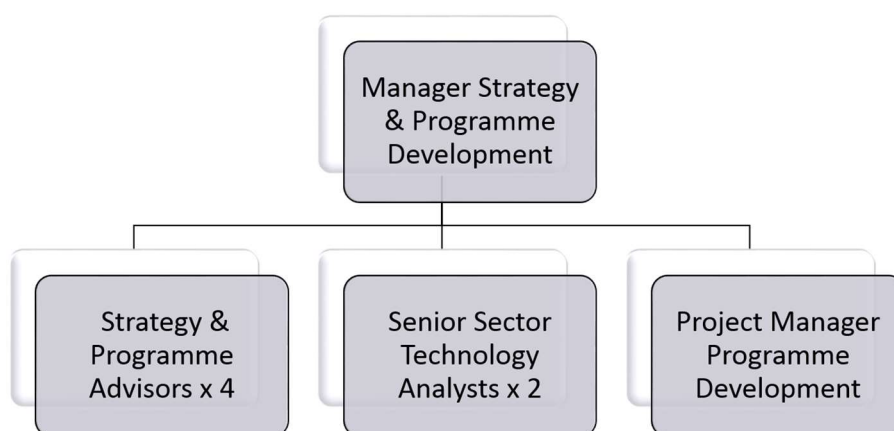 Manager Strategy
& Programme
Development
Strategy &
Programme
Advisors x 4
Senior Sector
Technology
Analysts x 2
Project Manager
Programme
Development